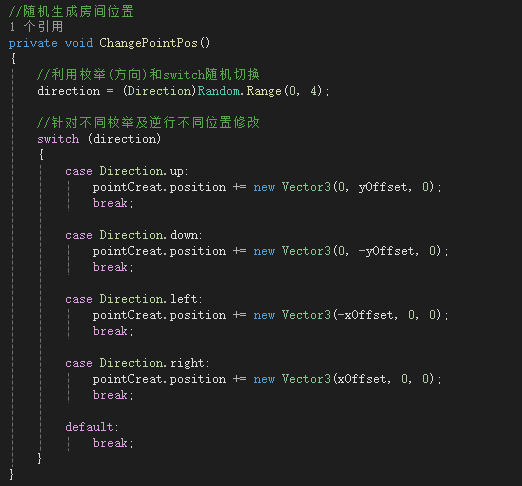 //随机生成房间位置
1 个引用
private void ChangePointPos()
{
//利用枚举(方向)和switch随机切换
direction = (Direction)Random.Range(0, 4);
//针对不同枚举及逆行不同位置修改
switch (direction)
{
case Direction.up:
pointCreat.position += new Vector3(0, yOffset, 0);
break;
case Direction.down:
pointCreat.position += new Vector3(0, -yOffset, 0);
break;
case Direction.left:
pointCreat.position += new Vector3(-xOffset, 0, 0);
break;
case Direction.right:
pointCreat.position += new Vector3(xOffset, 0, 0);
break;
default:
break;
}
}